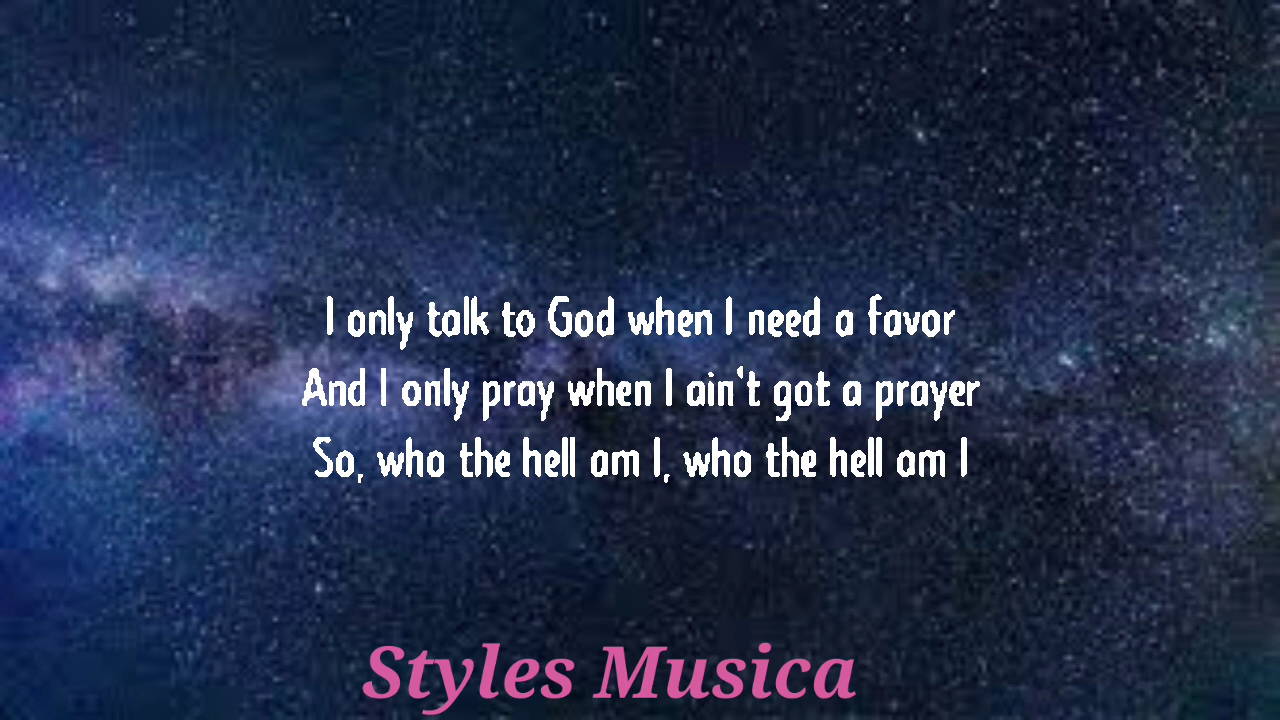 I only talk to God when I need a favor
And I only pray when I ain't got a prayer
So, who the hell am I, who the hell am I
Styles Musica